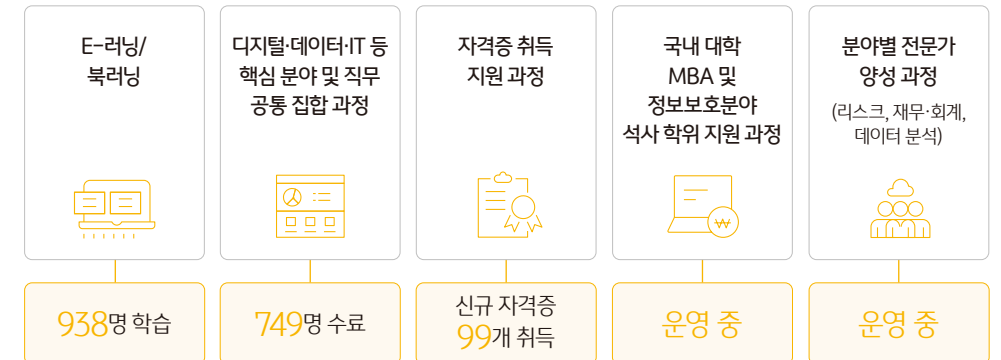 E-러닝/
북러닝
디지털·데이터·IT 등
핵심 분야 및 직무
공통 집합 과정
자격증 취득
지원 과정
국내 대학
MBA 및
정보보호분야
석사 학위 지원 과정
분야별 전문가
양성 과정
(리스크, 재무·회계,
데이터 분석)
938명 학습
749명 수료
신규 자격증
99개 취득
운영 중
운영 중